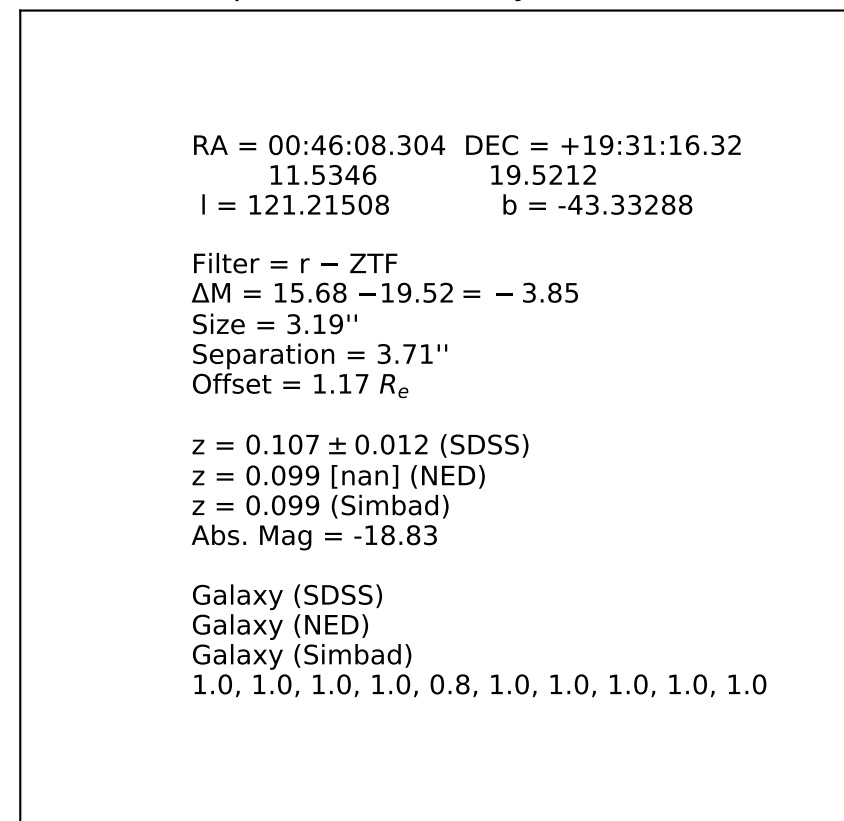 RA = 00:46:08.304 DEC = +19:31:16.32
11.5346 19.5212
l = 121.21508 b = -43.33288
Filter = r − ZTF
ΔM = 15.68 −19.52 = − 3.85
Size = 3.19''
Separation = 3.71''
Offset = 1.17 Rₑ
z = 0.107 ± 0.012 (SDSS)
z = 0.099 [nan] (NED)
z = 0.099 (Simbad)
Abs. Mag = -18.83
Galaxy (SDSS)
Galaxy (NED)
Galaxy (Simbad)
1.0, 1.0, 1.0, 1.0, 0.8, 1.0, 1.0, 1.0, 1.0, 1.0